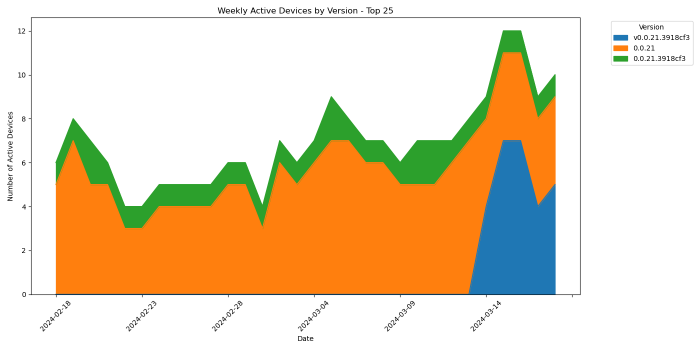 Weekly Active Devices by Version - Top 25
Version
v0.0.21.3918cf3
0.0.21
0.0.21.3918cf3
Number of Active Devices
12
10
8
6
4
2
0
2024-02-18
2024-02-23
2024-02-28
2024-03-04
2024-03-09
2024-03-14
Date